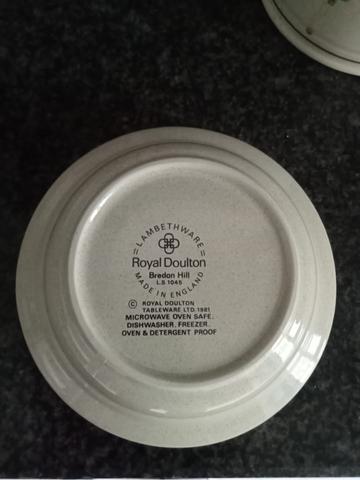 =LAMBETHWARE=
Royal Doulton
Bredon Hill
L.S 1045
MADE IN ENGLAND
© ROYAL DOULTON
TABLEWARE LTD.1981
MICROWAVE OVEN SAFE.
DISHWASHER, FREEZER.
OVEN & DETERGENT PROOF